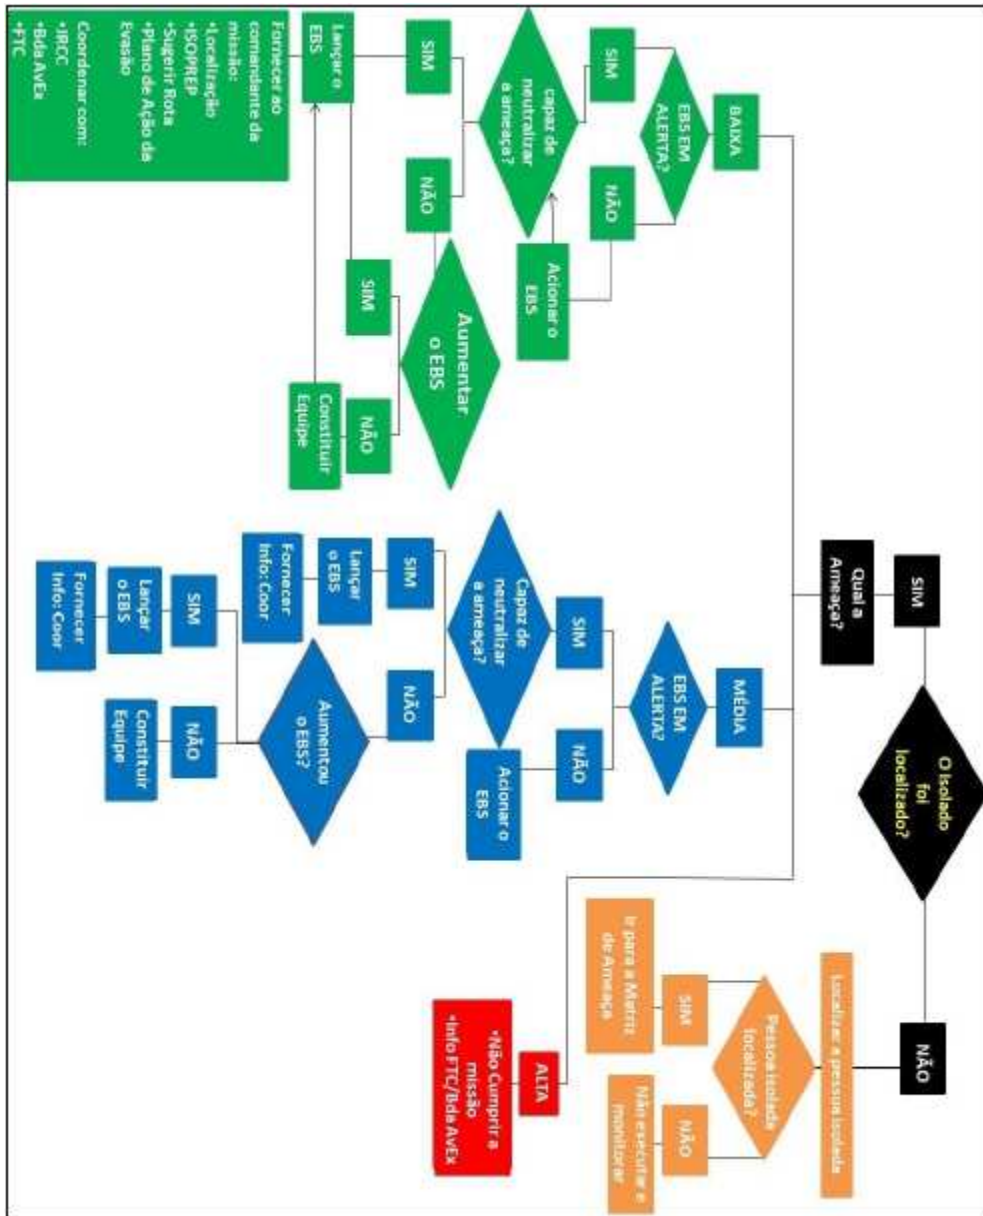 O Isolado
foi
localizado?
SIM
NÃO
Qual a
Ameaça?
Localizar a pessoa isolada
Pessoa isolada
localizada?
SIM
NÃO
Ir para a Matriz
de Ameaça
Não executar e
monitorar
BAIXA
EBS EM
ALERTA?
SIM
NÃO
Acionar o
EBS
capaz de
neutralizar
a ameaça?
SIM
NÃO
Aumentar
o EBS
SIM
NÃO
Constituir
Equipe
Lançar o
EBS
Fornecer ao
comandante da
missão:
•Localização
•ISOPREP
•Sugerir Rota
•Plano de Ação da
Evasão
Coordenar com:
•JRCC
•Bda AvEx
•FTC
MÉDIA
EBS EM
ALERTA?
SIM
NÃO
Acionar o
EBS
Capaz de
neutralizar
a ameaça?
SIM
NÃO
Lançar
o EBS
Fornecer
Info: Coor
Aumentou
o EBS?
SIM
NÃO
Lançar
o EBS
Constituir
Equipe
Fornecer
Info: Coor
ALTA
•Não Cumprir a
missão
•Info FTC/Bda AvEx